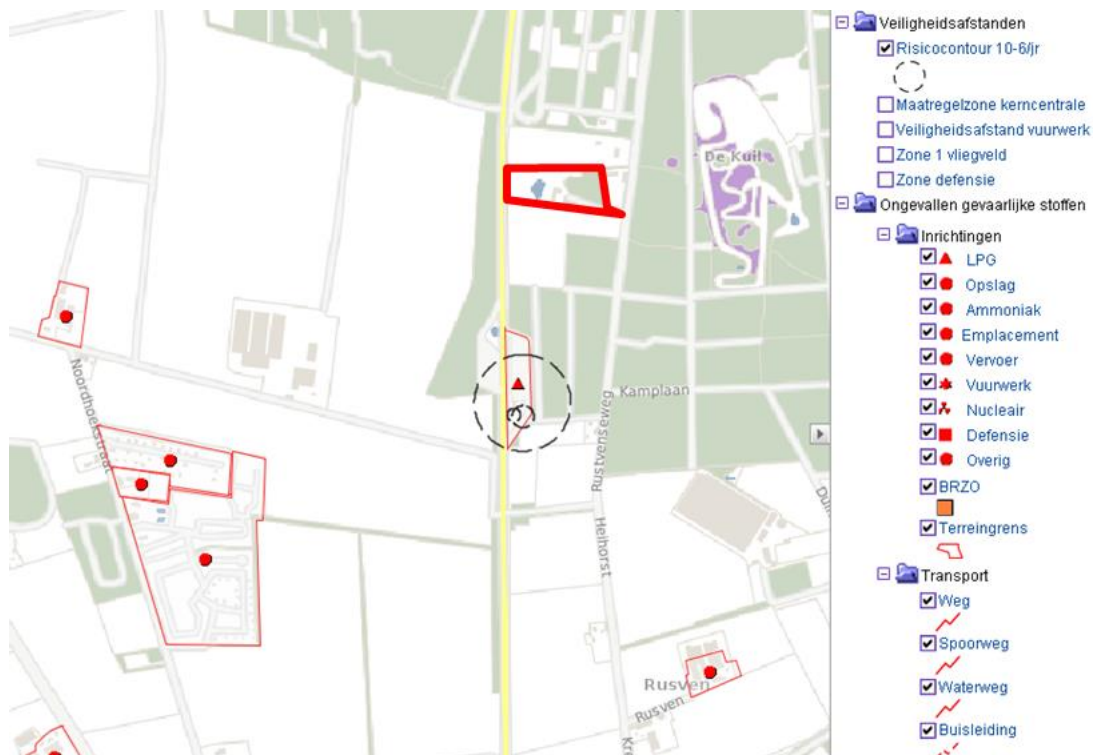 De Kuil
Noordhoekstraat
Kamplaan
Rustvenseweg
Heihorst
Rusven
Rusven
Veiligheidsafstanden
Risicocontour 10-6/jr
Maatregelzone kerncentrale
Veiligheidsafstand vuurwerk
Zone 1 vliegveld
Zone defensie
Ongevallen gevaarlijke stoffen
Inrichtingen
LPG
Opslag
Ammoniak
Emplacement
Vervoer
Vuurwerk
Nucleair
Defensie
Overig
BRZO
Terreingrens
Transport
Weg
Spoorweg
Waterweg
Buisleiding